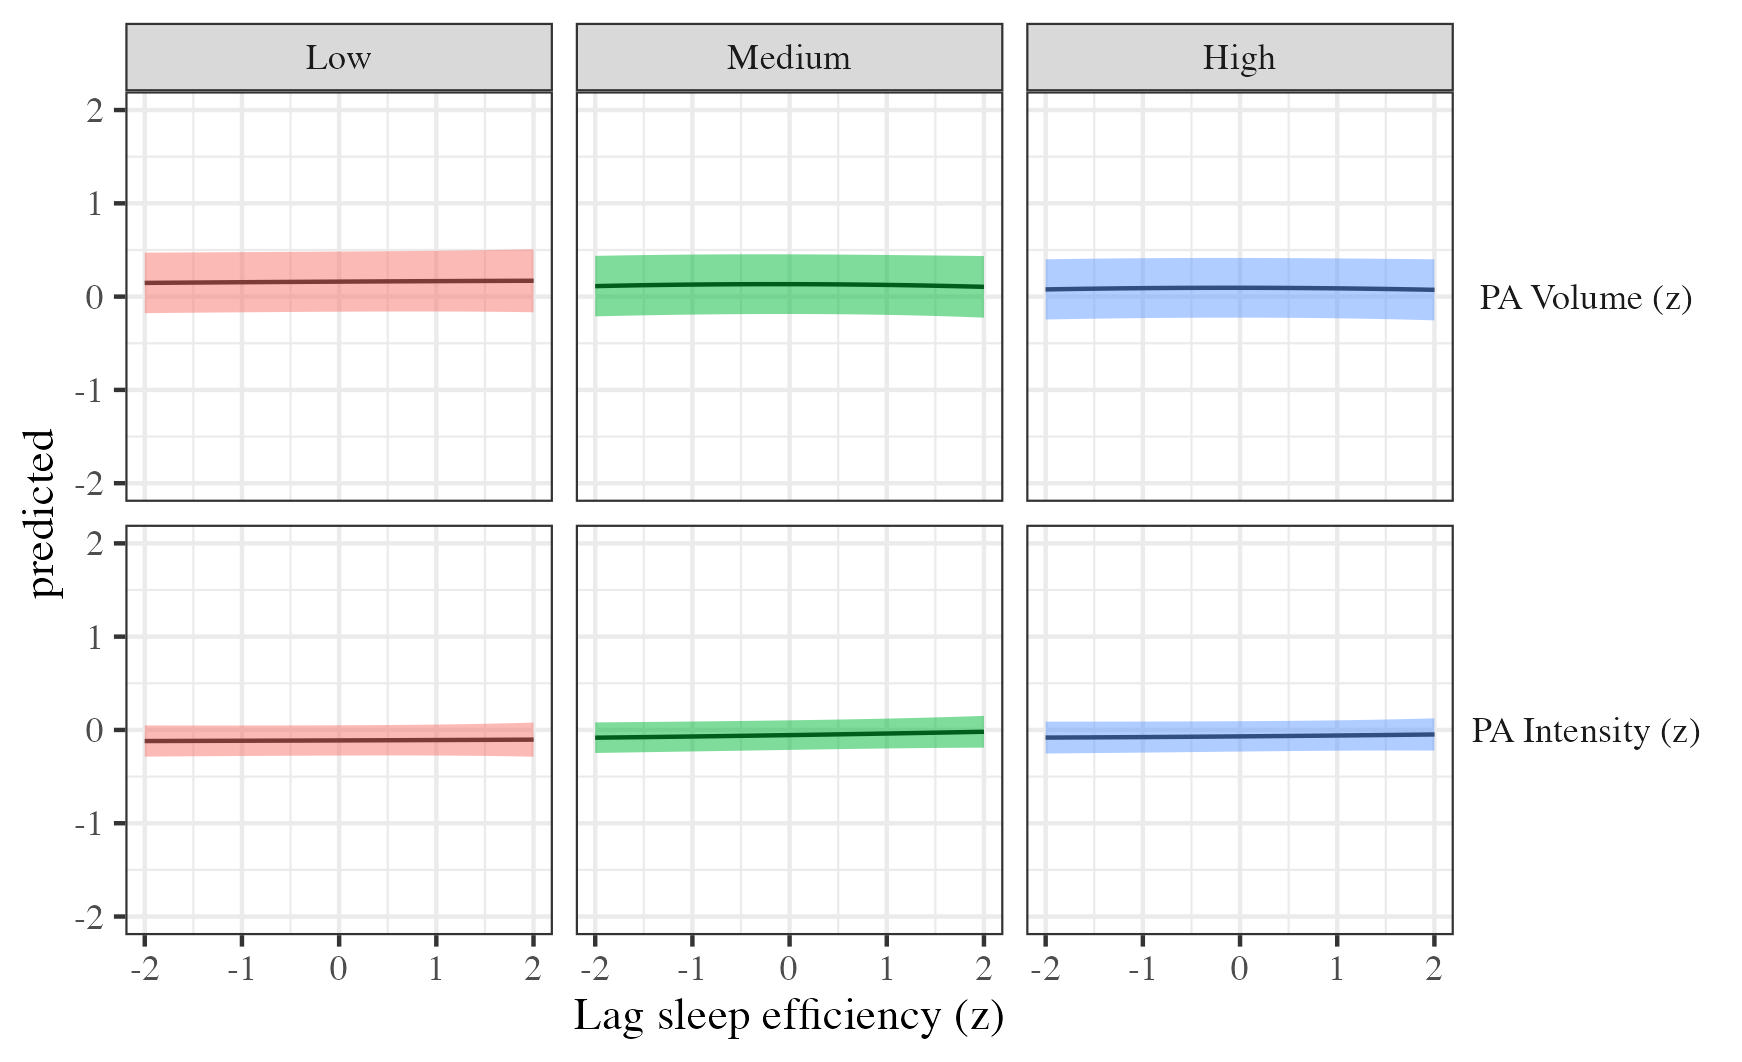 Low
Medium
High
2
1
0
-1
-2
PA Volume (z)
predicted
2
1
0
-1
-2
PA Intensity (z)
-2 -1 0 1 2
-2 -1 0 1 2
-2 -1 0 1 2
Lag sleep efficiency (z)